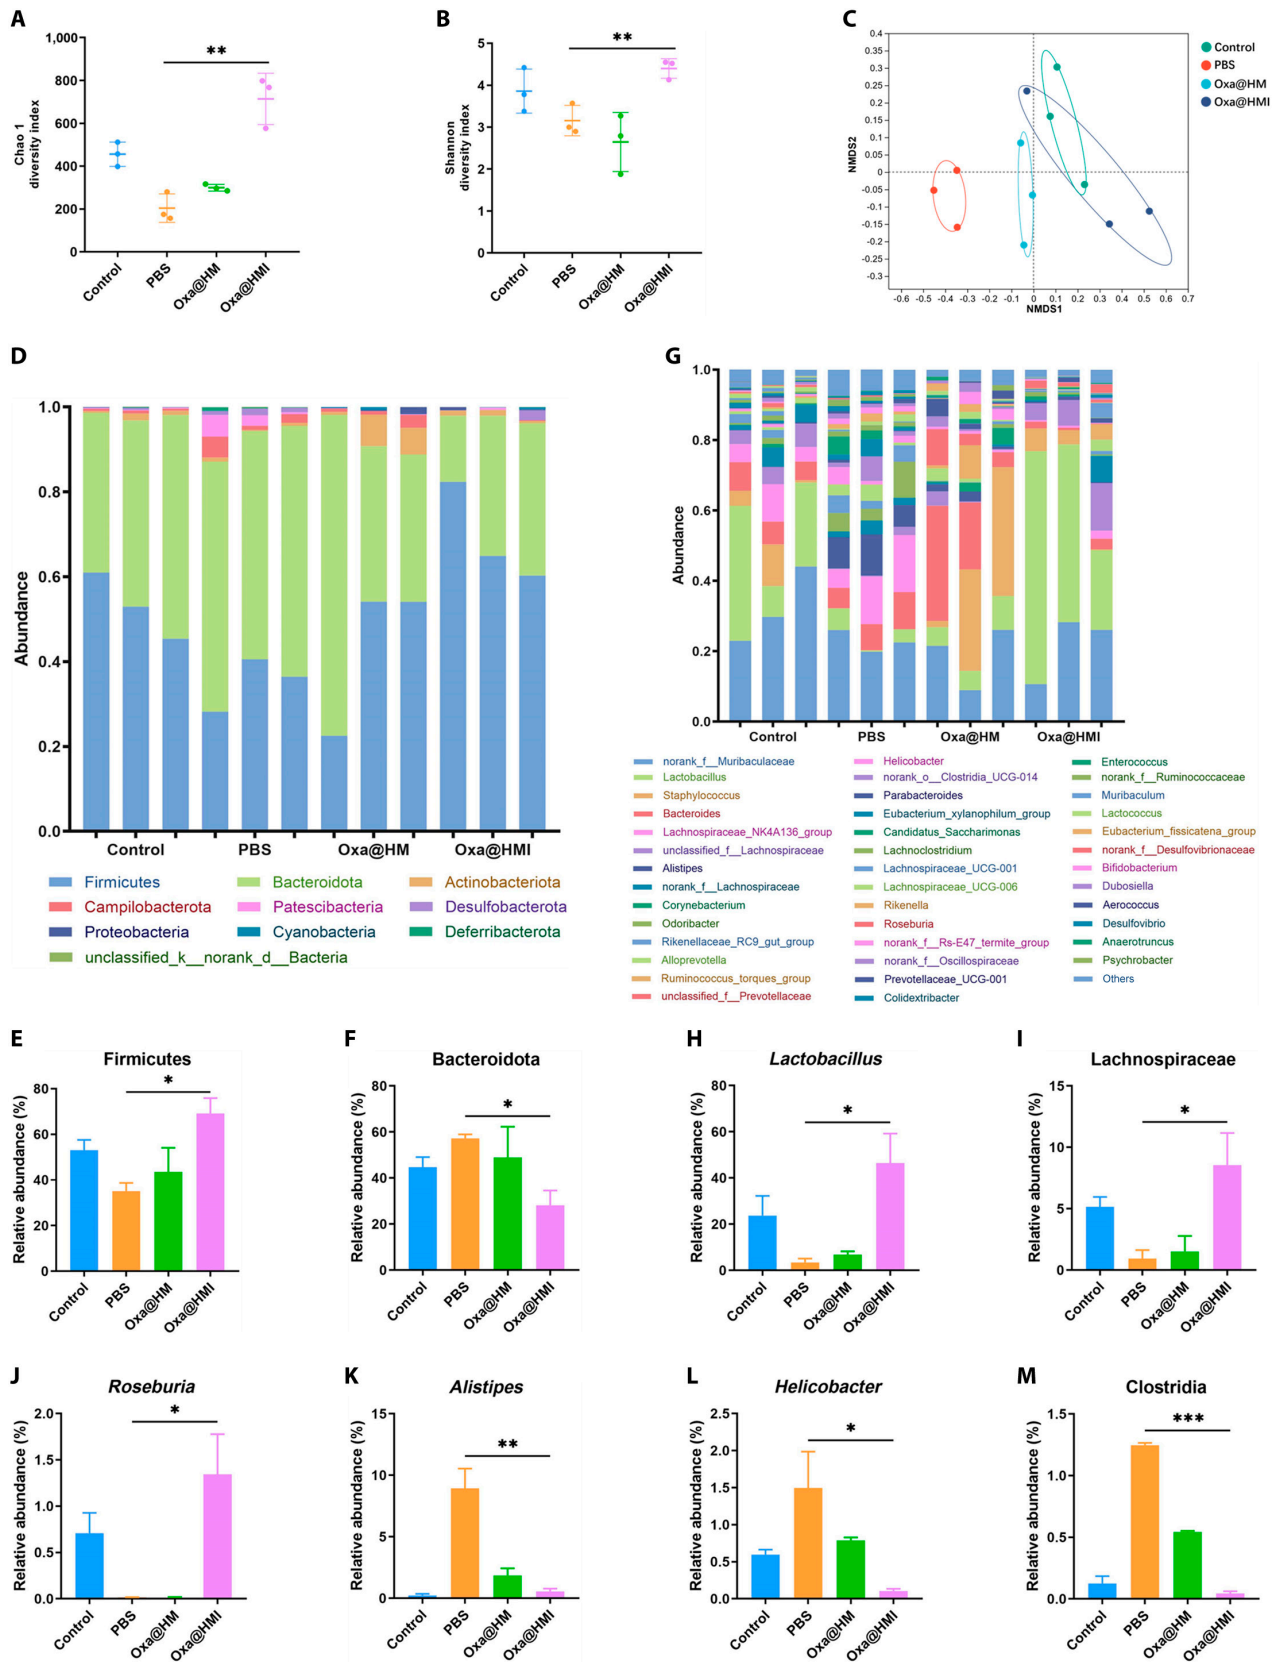 A
1,000
800
600
400
200
0
Chao 1
diversity index
**
Control
PBS
Oxa@HM
Oxa@HMI
B
5
4
3
2
1
0
Shannon
diversity index
**
Control
PBS
Oxa@HM
Oxa@HMI
C
0.4
0.35
0.3
0.25
0.2
0.15
0.1
0.05
0
-0.05
-0.1
-0.15
-0.2
-0.25
-0.3
NMDS2
-0.6 -0.5 -0.4 -0.3 -0.2 -0.1 0 0.1 0.2 0.3 0.4 0.5 0.6 0.7
NMDS1
Control
PBS
Oxa@HM
Oxa@HMI
D
1.0
0.8
0.6
0.4
0.2
0.0
Abundance
Control PBS Oxa@HM Oxa@HMI
Firmicutes Bacteroidota Actinobacteriota
Campilobacterota Patescibacteria Desulfobacterota
Proteobacteria Cyanobacteria Deferribacterota
unclassified_k__norank_d__Bacteria
G
1.0
0.8
0.6
0.4
0.2
0.0
Abundance
Control PBS Oxa@HM Oxa@HMI
norank_f__Muribaculaceae
Lactobacillus
Staphylococcus
Bacteroides
Lachnospiraceae_NK4A136_group
unclassified_f__Lachnospiraceae
Alistipes
norank_f__Lachnospiraceae
Corynebacterium
Odoribacter
Rikenellaceae_RC9_gut_group
Alloprevotella
Ruminococcus_torques_group
unclassified_f__Prevotellaceae
Helicobacter
norank_o__Clostridia_UCG-014
Parabacteroides
Eubacterium_xylanophilum_group
Candidatus_Saccharimonas
Lachnoclostridium
Lachnospiraceae_UCG-001
Lachnospiraceae_UCG-006
Rikenella
Roseburia
norank_f__Rs-E47_termite_group
norank_f__Oscillospiraceae
Prevotellaceae_UCG-001
Colidextribacter
Enterococcus
norank_f__Ruminococcaceae
Muribaculum
Lactococcus
Eubacterium_fissicatena_group
norank_f__Desulfovibrionaceae
Bifidobacterium
Dubosiella
Aerococcus
Desulfovibrio
Anaerotruncus
Psychrobacter
Others
E
Firmicutes
80
60
40
20
0
Relative abundance (%)
*
Control
PBS
Oxa@HM
Oxa@HMI
F
Bacteroidota
80
60
40
20
0
Relative abundance (%)
*
Control
PBS
Oxa@HM
Oxa@HMI
H
Lactobacillus
80
60
40
20
0
Relative abundance (%)
*
Control
PBS
Oxa@HM
Oxa@HMI
I
Lachnospiraceae
15
10
5
0
Relative abundance (%)
*
Control
PBS
Oxa@HM
Oxa@HMI
J
Roseburia
2.0
1.5
1.0
0.5
0.0
Relative abundance (%)
*
Control
PBS
Oxa@HM
Oxa@HMI
K
Alistipes
15
10
5
0
Relative abundance (%)
**
Control
PBS
Oxa@HM
Oxa@HMI
L
Helicobacter
2.5
2.0
1.5
1.0
0.5
0.0
Relative abundance (%)
*
Control
PBS
Oxa@HM
Oxa@HMI
M
Clostridia
1.5
1.0
0.5
0.0
Relative abundance (%)
***
Control
PBS
Oxa@HM
Oxa@HMI